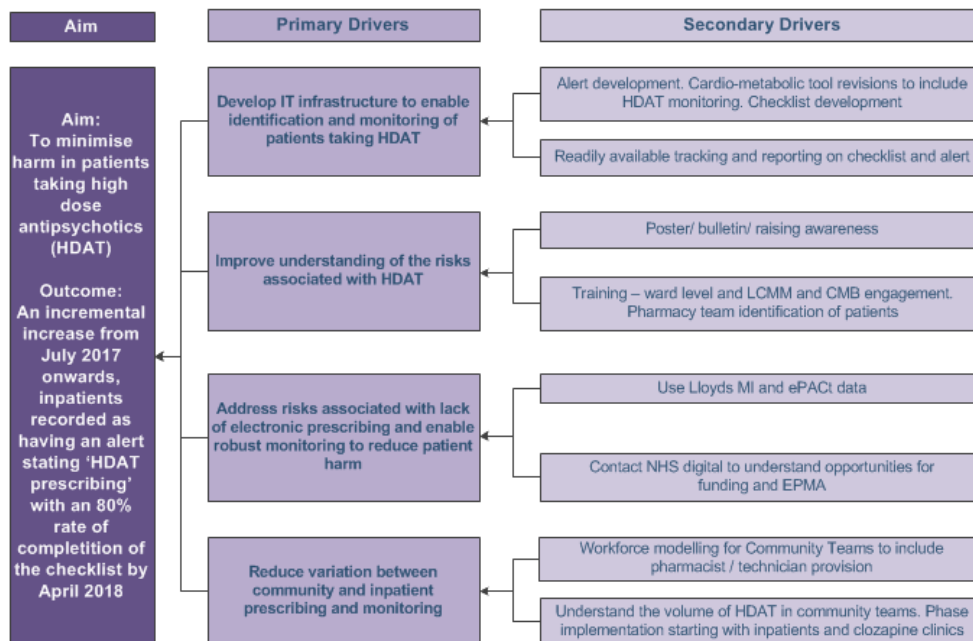 Aim
Primary Drivers
Secondary Drivers
Aim:
To minimise
harm in patients
taking high
dose
antipsychotics
(HDAT)
Outcome:
An incremental
increase from
July 2017
onwards,
inpatients
recorded as
having an alert
stating ‘HDAT
prescribing’
with an 80%
rate of
completition of
the checklist by
April 2018
Develop IT infrastructure to enable
identification and monitoring of
patients taking HDAT
Alert development. Cardio-metabolic tool revisions to include
HDAT monitoring. Checklist development
Readily available tracking and reporting on checklist and alert
Improve understanding of the risks
associated with HDAT
Poster/ bulletin/ raising awareness
Training – ward level and LCMM and CMB engagement.
Pharmacy team identification of patients
Address risks associated with lack
of electronic prescribing and enable
robust monitoring to reduce patient
harm
Use Lloyds MI and ePACt data
Contact NHS digital to understand opportunities for
funding and EPMA
Reduce variation between
community and inpatient
prescribing and monitoring
Workforce modelling for Community Teams to include
pharmacist / technician provision
Understand the volume of HDAT in community teams. Phase
implementation starting with inpatients and clozapine clinics